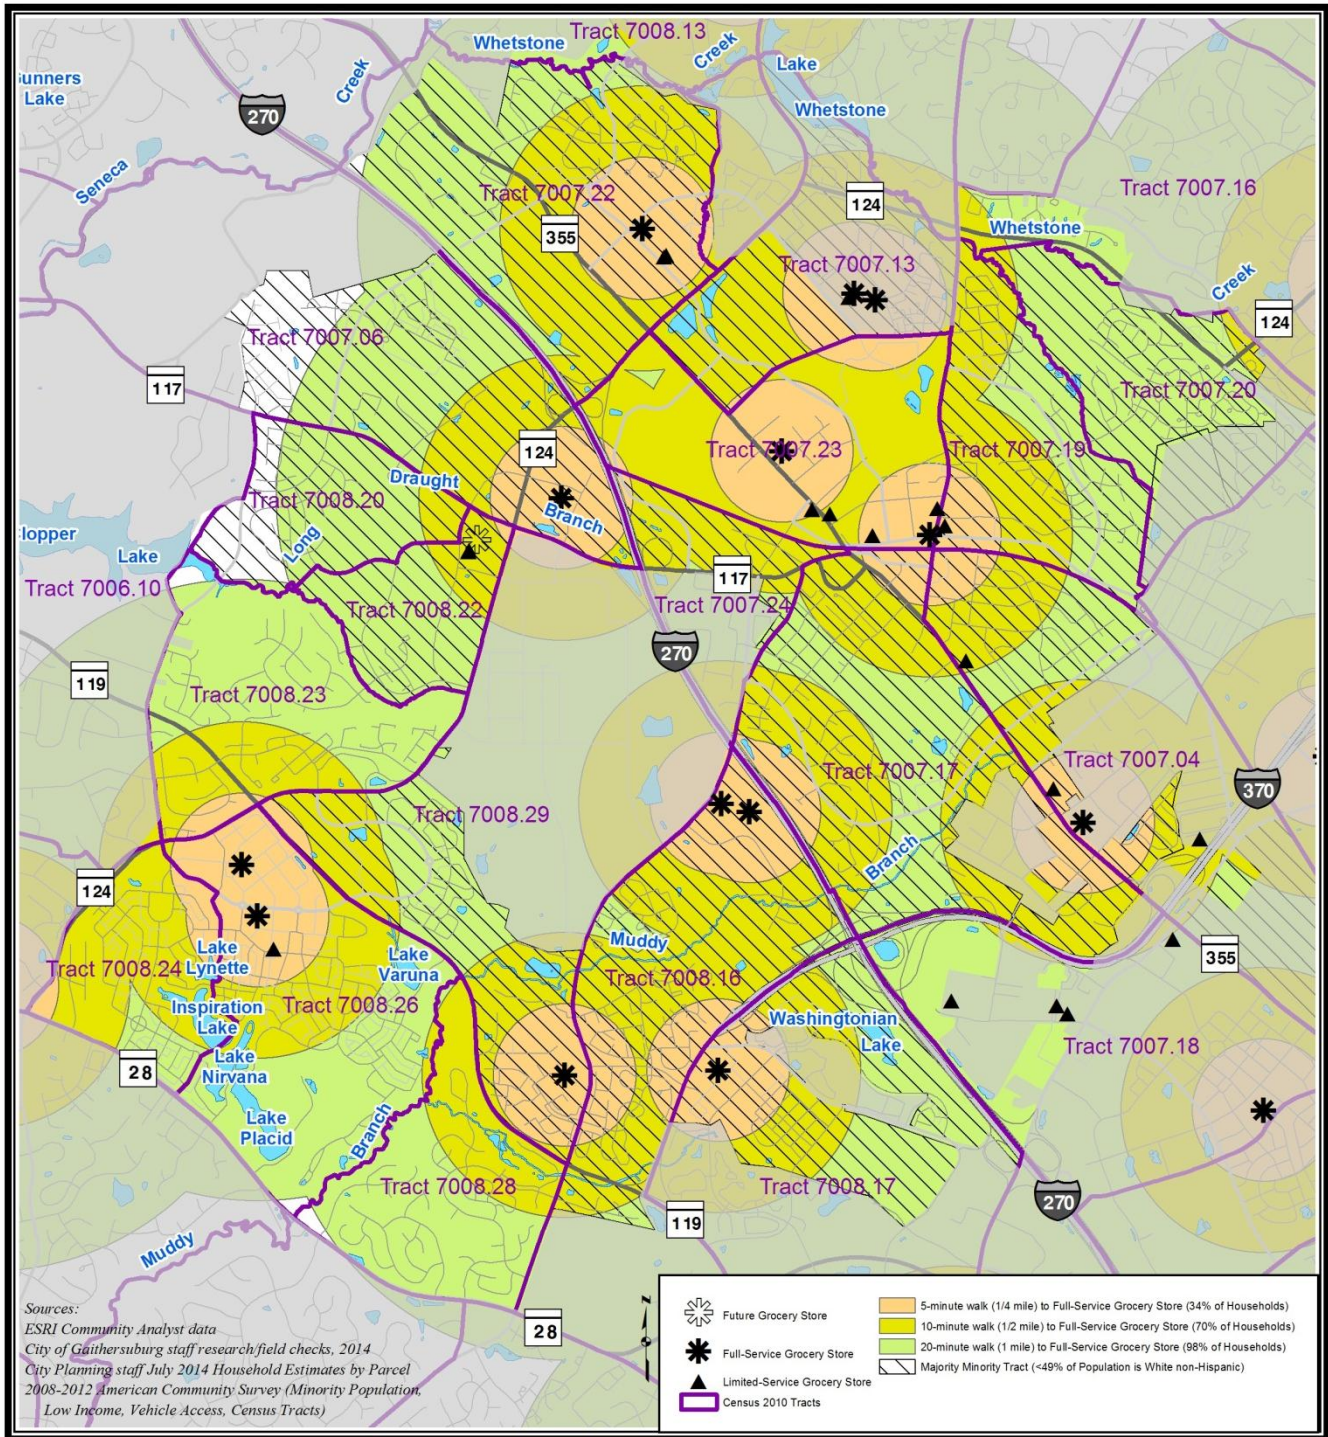 Tract 7008.13
Whetstone
Creek
Lake
Gunners
Lake
Creek
270
Whetstone
Seneca
Tract 7007.22
124
Tract 7007.16
355
Whetstone
Tract 7007.13
Creek
124
Tract 7007.06
117
Tract 7007.20
124
Tract 7007.23
Tract 7007.19
Draught
Tract 7008.20
Branch
Clopper
Lake
Long
Tract 7006.10
117
Tract 7008.22
Tract 7007.24
270
119
Tract 7008.23
Tract 7007.04
Tract 7007.17
370
Tract 7008.29
Branch
124
Muddy
Lake
Lynette
Lake
Varuna
355
Tract 7008.24
Tract 7008.16
Inspiration
Lake
Tract 7008.26
Washingtonian
Lake
Tract 7007.18
28
Lake
Nirvana
Lake
Placid
Branch
Tract 7008.28
Tract 7008.17
270
119
Muddy
28
Sources:
ESRI Community Analyst data
City of Gaithersuburg staff research/field checks, 2014
City Planning staff July 2014 Household Estimates by Parcel
2008-2012 American Community Survey (Minority Population,
Low Income, Vehicle Access, Census Tracts)
N
Future Grocery Store
Full-Service Grocery Store
Limited-Service Grocery Store
Census 2010 Tracts
5-minute walk (1/4 mile) to Full-Service Grocery Store (34% of Households)
10-minute walk (1/2 mile) to Full-Service Grocery Store (70% of Households)
20-minute walk (1 mile) to Full-Service Grocery Store (98% of Households)
Majority Minority Tract (<49% of Population is White non-Hispanic)